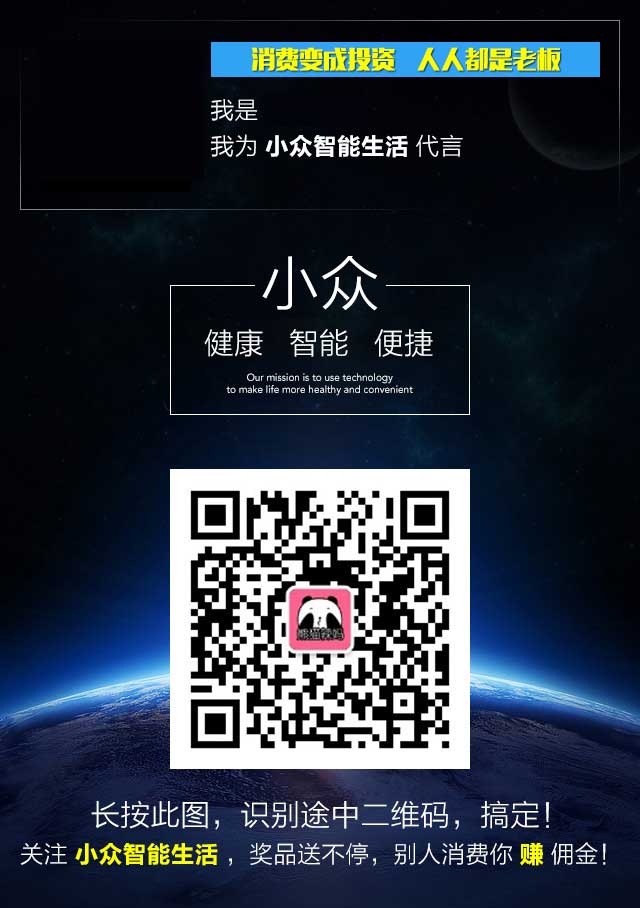 消费变成投资 人人都是老板
我是
我为 小众智能生活 代言
小众
健康 智能 便捷
Our mission is to use technology
to make life more healthy and convenient
熊猫辣妈
长按此图，识别途中二维码，搞定！
关注 小众智能生活 ，奖品送不停，别人消费你 赚 佣金！